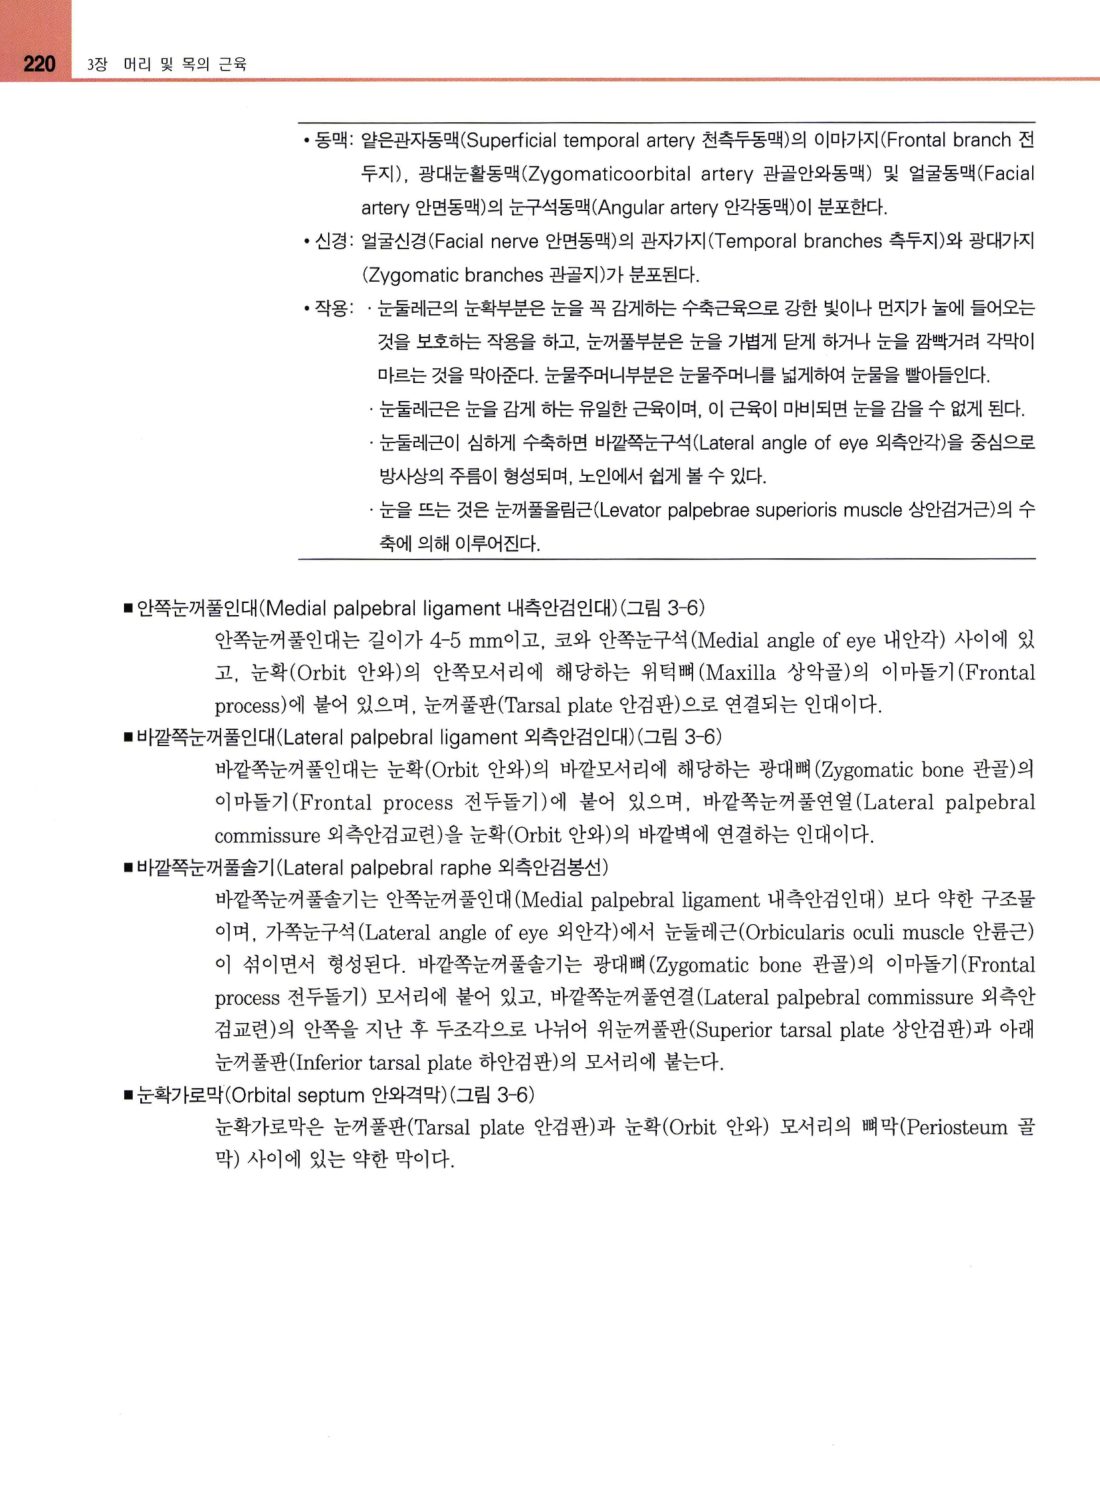 220 3장 머리 및 목의 근육
• 동맥: 얕은관자동맥(Superficial temporal artery 천측두동맥)의 이마가지(Frontal branch 전
두지), 광대눈활동맥(Zygomaticoorbital artery 관골안와동맥) 및 얼굴동맥(Facial
artery 안면동맥)의 눈구석동맥(Angular artery 안각동맥)이 분포한다.
• 신경: 얼굴신경(Facial nerve 안면동맥)의 관자가지(Temporal branches 측두지)와 광대가지
(Zygomatic branches 관골지)가 분포된다.
• 작용: · 눈둘레근의 눈확부분은 눈을 꼭 감게하는 수축근육으로 강한 빛이나 먼지가 눌에 들어오는
것을 보호하는 작용을 하고, 눈꺼풀부분은 눈을 가볍게 닫게 하거나 눈을 깜빡거려 각막이
마르는 것을 막아준다. 눈물주머니부분은 눈물주머니를 넓게하여 눈물을 빨아들인다.
· 눈둘레근은 눈을 감게 하는 유일한 근육이며, 이 근육이 마비되면 눈을 감을 수 없게 된다.
· 눈둘레근이 심하게 수축하면 바깥쪽눈구석(Lateral angle of eye 외측안각)을 중심으로
방사상의 주름이 형성되며, 노인에서 쉽게 볼 수 있다.
· 눈을 뜨는 것은 눈꺼풀올림근(Levator palpebrae superioris muscle 상안검거근)의 수
축에 의해 이루어진다.
■ 안쪽눈꺼풀인대(Medial palpebral ligament 내측안검인대)(그림 3-6)
안쪽눈꺼풀인대는 길이가 4-5 mm이고, 코와 안쪽눈구석(Medial angle of eye 내안각) 사이에 있
고, 눈확(Orbit 안와)의 안쪽모서리에 해당하는 위턱뼈(Maxilla 상악골)의 이마돌기(Frontal
process)에 붙어 있으며, 눈꺼풀판(Tarsal plate 안검판)으로 연결되는 인대이다.
■ 바깥쪽눈꺼풀인대(Lateral palpebral ligament 외측안검인대)(그림 3-6)
바깥쪽눈꺼풀인대는 눈확(Orbit 안와)의 바깥모서리에 해당하는 광대뼈(Zygomatic bone 관골)의
이마돌기(Frontal process 전두돌기)에 붙어 있으며, 바깥쪽눈꺼풀연열(Lateral palpebral
commissure 외측안검교련)을 눈확(Orbit 안와)의 바깥벽에 연결하는 인대이다.
■ 바깥쪽눈꺼풀솔기(Lateral palpebral raphe 외측안검봉선)
바깥쪽눈꺼풀솔기는 안쪽눈꺼풀인대(Medial palpebral ligament 내측안검인대) 보다 약한 구조물
이며, 가쪽눈구석(Lateral angle of eye 외안각)에서 눈둘레근(Orbicularis oculi muscle 안륜근)
이 섞이면서 형성된다. 바깥쪽눈꺼풀솔기는 광대뼈(Zygomatic bone 관골)의 이마돌기(Frontal
process 전두돌기) 모서리에 붙어 있고, 바깥쪽눈꺼풀연결(Lateral palpebral commissure 외측안
검교련)의 안쪽을 지난 후 두조각으로 나뉘어 위눈꺼풀판(Superior tarsal plate 상안검판)과 아래
눈꺼풀판(Inferior tarsal plate 하안검판)의 모서리에 붙는다.
■ 눈확가로막(Orbital septum 안와격막)(그림 3-6)
눈확가로막은 눈꺼풀판(Tarsal plate 안검판)과 눈확(Orbit 안와) 모서리의 뼈막(Periosteum 골
막) 사이에 있는 약한 막이다.